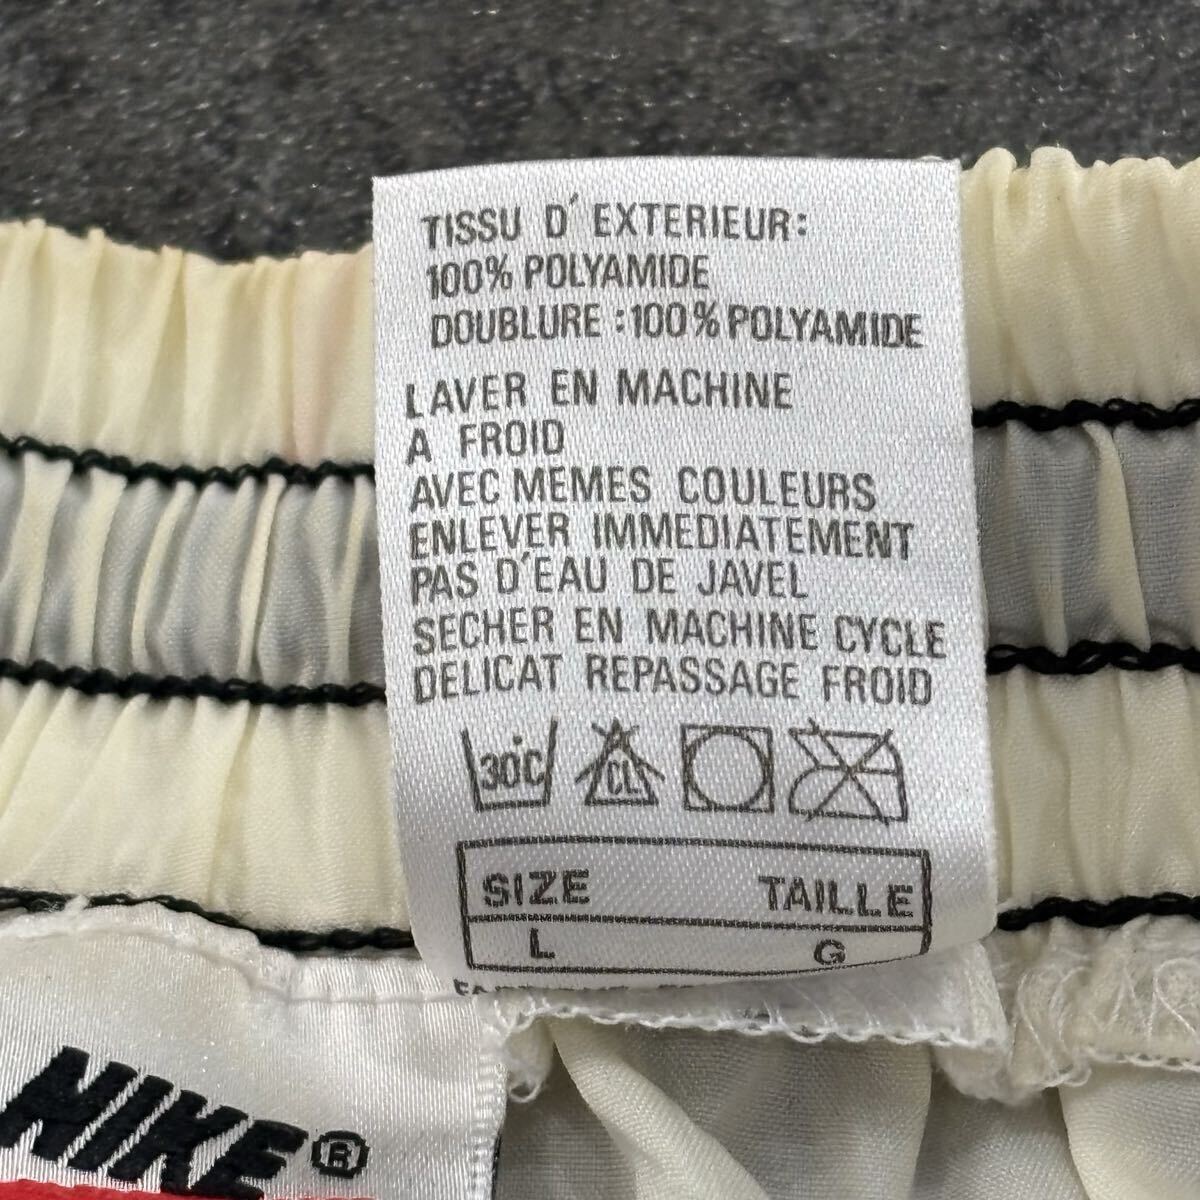 TISSU D'EXTERIEUR:
100% POLYAMIDE
DOUBLURE : 100% POLYAMIDE
LAVER EN MACHINE
A FROID
AVEC MEMES COULEURS
ENLEVER IMMEDIATEMENT
PAS D'EAU DE JAVEL
SECHER EN MACHINE CYCLE
DELICAT REPASSAGE FROID
30°C CL
SIZE TAILLE
L G
NIKE®